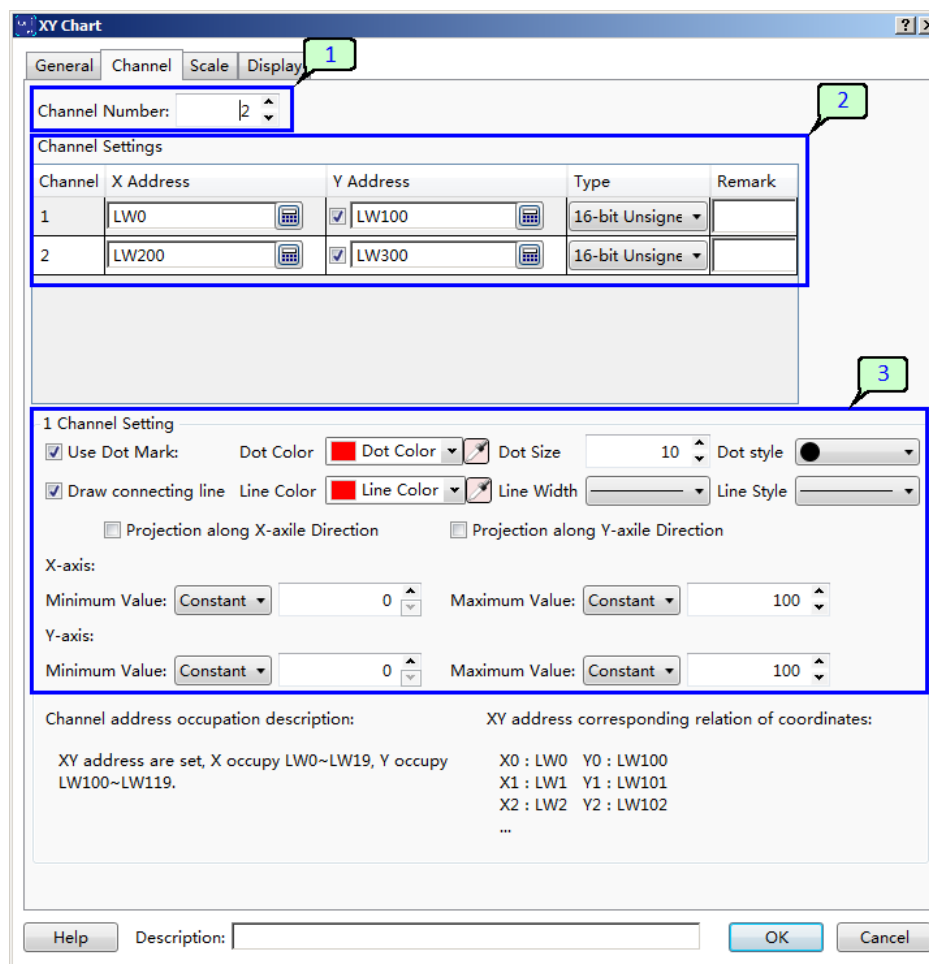 XY Chart
General Channel Scale Display 1
Channel Number: 2
2
Channel Settings
Channel X Address Y Address Type Remark
1 LW0 LW100 16-bit Unsigne
2 LW200 LW300 16-bit Unsigne
3
1 Channel Setting
Use Dot Mark: Dot Color Dot Color Dot Size 10 Dot style
Draw connecting line Line Color Line Color Line Width Line Style
Projection along X-axile Direction Projection along Y-axile Direction
X-axis:
Minimum Value: Constant 0 Maximum Value: Constant 100
Y-axis:
Minimum Value: Constant 0 Maximum Value: Constant 100
Channel address occupation description: XY address corresponding relation of coordinates:
XY address are set, X occupy LW0~LW19, Y occupy X0 : LW0 Y0 : LW100
LW100~LW119. X1 : LW1 Y1 : LW101
X2 : LW2 Y2 : LW102
...
Help Description: OK Cancel